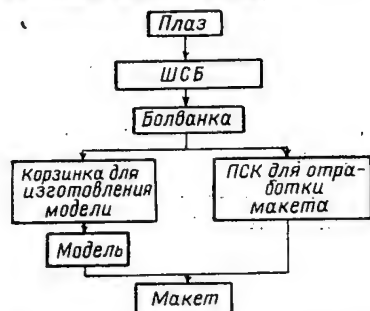 Плаз
ШСБ
Болванка
Корзинка для
изготовления
модели
ПСК для отра-
ботки
макета
Модель
Макет